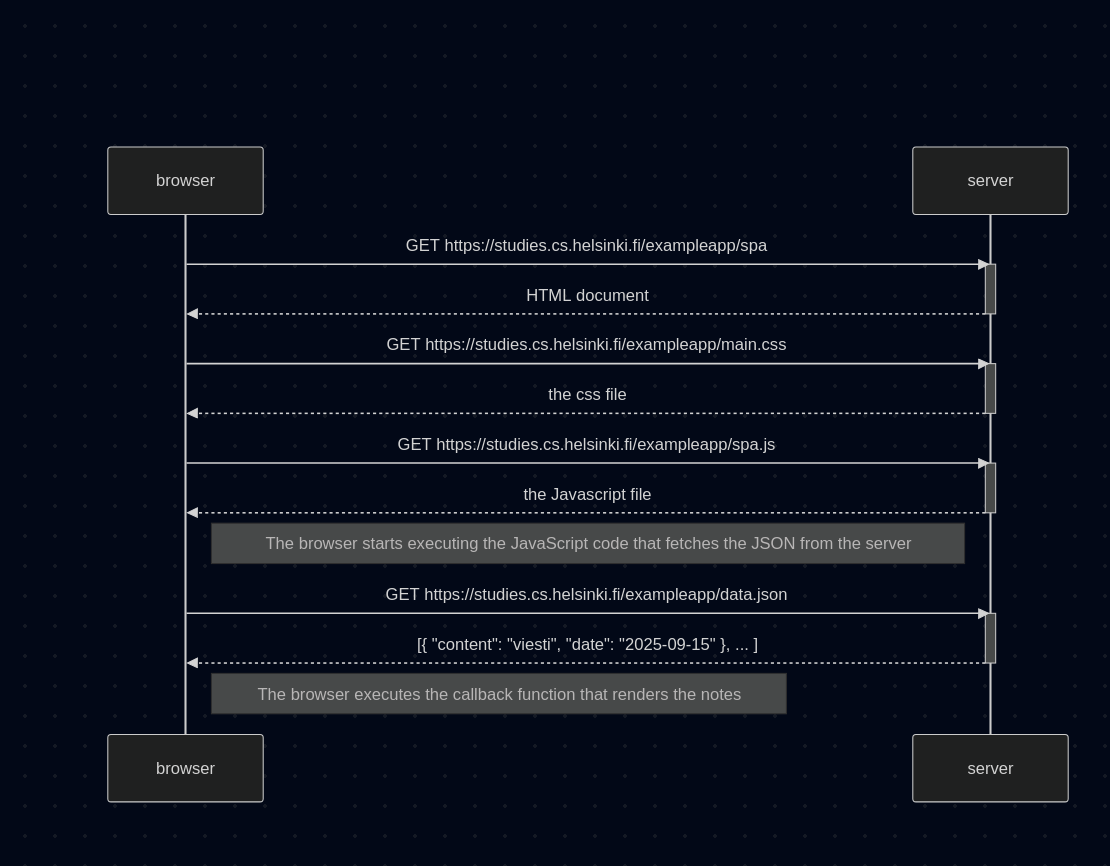 browser
server
GET https://studies.cs.helsinki.fi/exampleapp/spa
HTML document
GET https://studies.cs.helsinki.fi/exampleapp/main.css
the css file
GET https://studies.cs.helsinki.fi/exampleapp/spa.js
the Javascript file
The browser starts executing the JavaScript code that fetches the JSON from the server
GET https://studies.cs.helsinki.fi/exampleapp/data.json
[{ "content": "viesti", "date": "2025-09-15" }, ... ]
The browser executes the callback function that renders the notes
browser
server